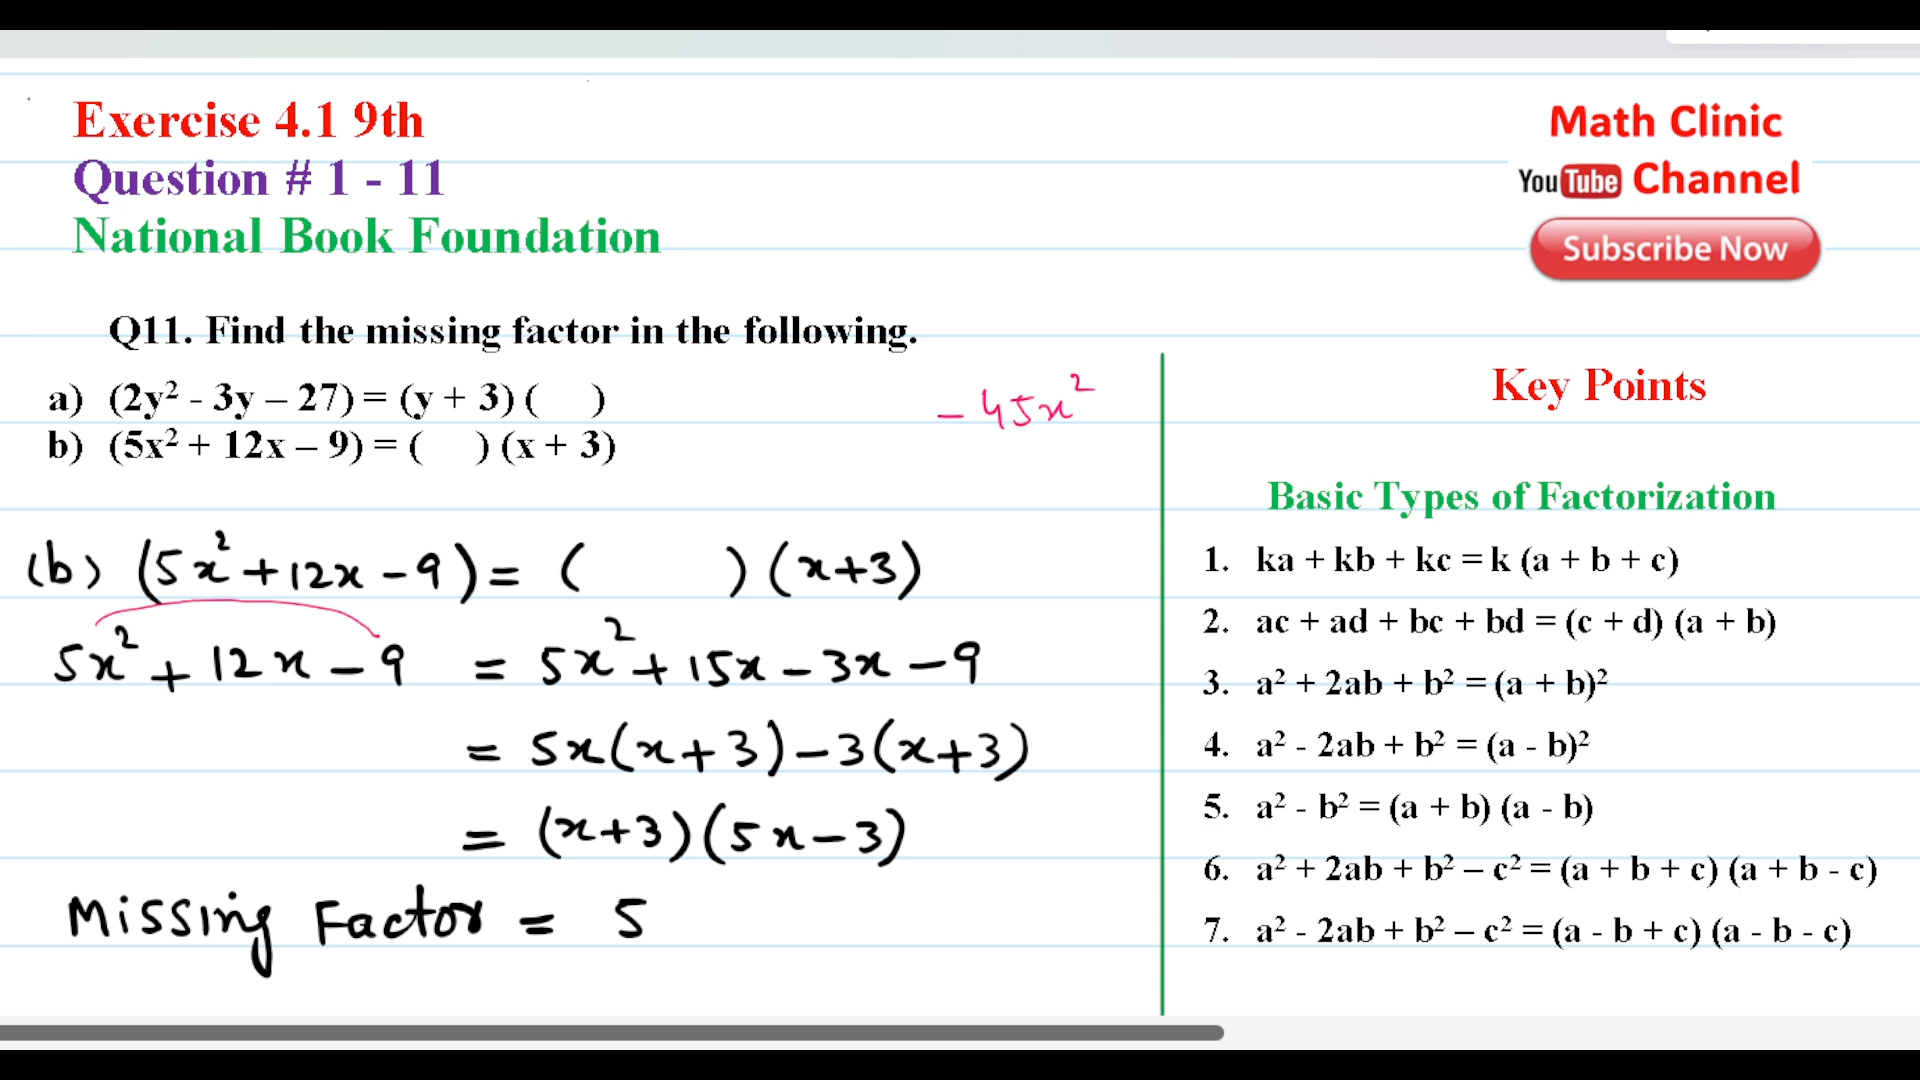 Exercise 4.1 9th
Question # 1 - 11
National Book Foundation
Math Clinic
YouTube Channel
Subscribe Now
Q11. Find the missing factor in the following.
a) (2y² - 3y – 27) = (y + 3) ( )
b) (5x² + 12x – 9) = ( ) (x + 3)
- 45x²
(b) (5x² + 12x - 9) = ( ) (x+3)
5x² + 12x - 9 = 5x² + 15x - 3x - 9
= 5x(x+3) - 3(x+3)
= (x+3)(5x-3)
Missing Factor = 5
Key Points
Basic Types of Factorization
1. ka + kb + kc = k (a + b + c)
2. ac + ad + bc + bd = (c + d) (a + b)
3. a² + 2ab + b² = (a + b)²
4. a² - 2ab + b² = (a - b)²
5. a² - b² = (a + b) (a - b)
6. a² + 2ab + b² – c² = (a + b + c) (a + b - c)
7. a² - 2ab + b² – c² = (a - b + c) (a - b - c)